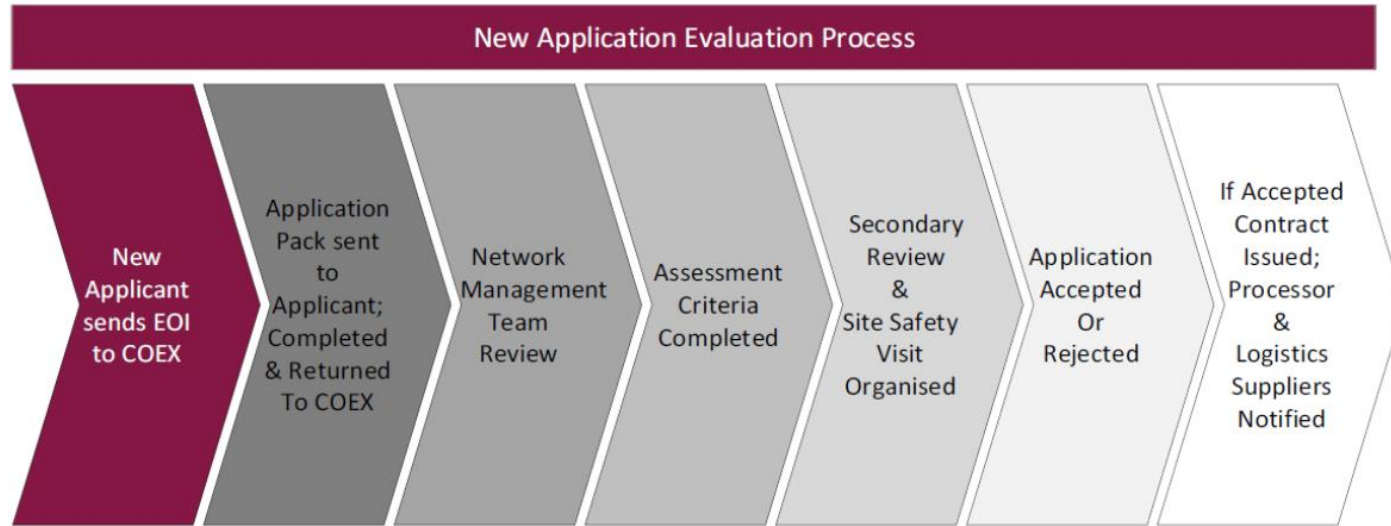 New Application Evaluation Process
New
Applicant
sends EOI
to COEX
Application
Pack sent
to
Applicant;
Completed
& Returned
To COEX
Network
Management
Team
Review
Assessment
Criteria
Completed
Secondary
Review
&
Site Safety
Visit
Organised
Application
Accepted
Or
Rejected
If Accepted
Contract
Issued;
Processor
&
Logistics
Suppliers
Notified